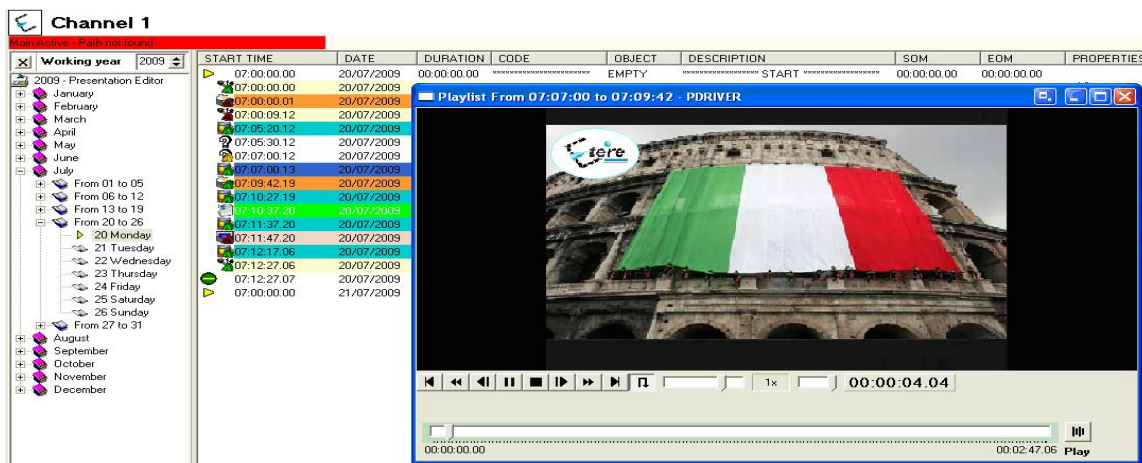 Channel 1
Main Active - Path not found
Working year 2009
2009 - Presentation Editor
January
February
March
April
May
June
July
From 01 to 05
From 06 to 12
From 13 to 19
From 20 to 26
20 Monday
21 Tuesday
22 Wednesday
23 Thursday
24 Friday
25 Saturday
26 Sunday
From 27 to 31
August
September
October
November
December
START TIME DATE DURATION CODE OBJECT DESCRIPTION SOM EOM PROPERTIES
07:00:00.00 20/07/2009 00:00:00.00 ************************ EMPTY ******************** START ******************** 00:00:00.00 00:00:00.00
07:00:00.00 20/07/2009
07:00:00.01 20/07/2009
07:00:09.12 20/07/2009
07:05:20.12 20/07/2009
07:05:30.12 20/07/2009
07:07:00.12 20/07/2009
07:07:00.13 20/07/2009
07:09:42.19 20/07/2009
07:10:27.19 20/07/2009
07:10:37.20 20/07/2009
07:11:37.20 20/07/2009
07:11:47.20 20/07/2009
07:12:17.06 20/07/2009
07:12:27.06 20/07/2009
07:12:27.07 20/07/2009
07:00:00.00 21/07/2009
Playlist From 07:07:00 to 07:09:42 - PDRIVER
Etere
1x 00:00:04.04
00:00:00.00 00:02:47.06 Play